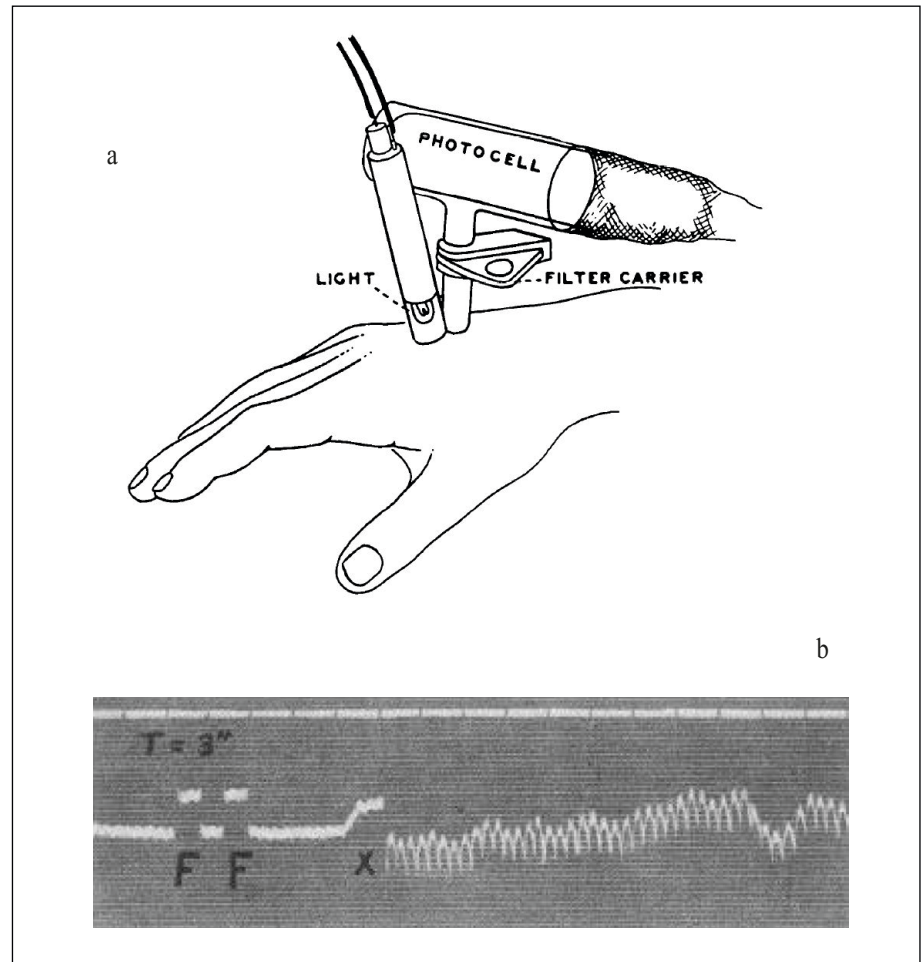 a
PHOTOCELL
LIGHT
FILTER CARRIER
b
T = 3"
F F X